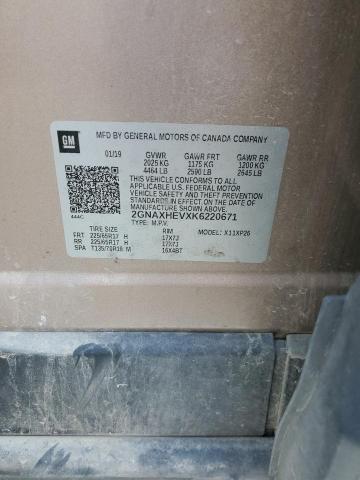 GM
MFD BY GENERAL MOTORS OF CANADA COMPANY
01/19 GVWR GAWR FRT GAWR RR
2025 KG 1175 KG 1200 KG
4464 LB 2590 LB 2645 LB
THIS VEHICLE CONFORMS TO ALL APPLICABLE
U.S. FEDERAL MOTOR VEHICLE SAFETY, BUMPER, AND
THEFT PREVENTION STANDARDS IN
EFFECT ON THE DATE OF
MANUFACTURE SHOWN ABOVE.
2GNAXHEVXK6220671
44AC TYPE: M.P.V.
TIRE SIZE RIM MODEL: X11XP26
FRT 225/65R17 H 17X7J
RR 225/65R17 H 17X7J
SPA T135/70R16 M 16X4BT